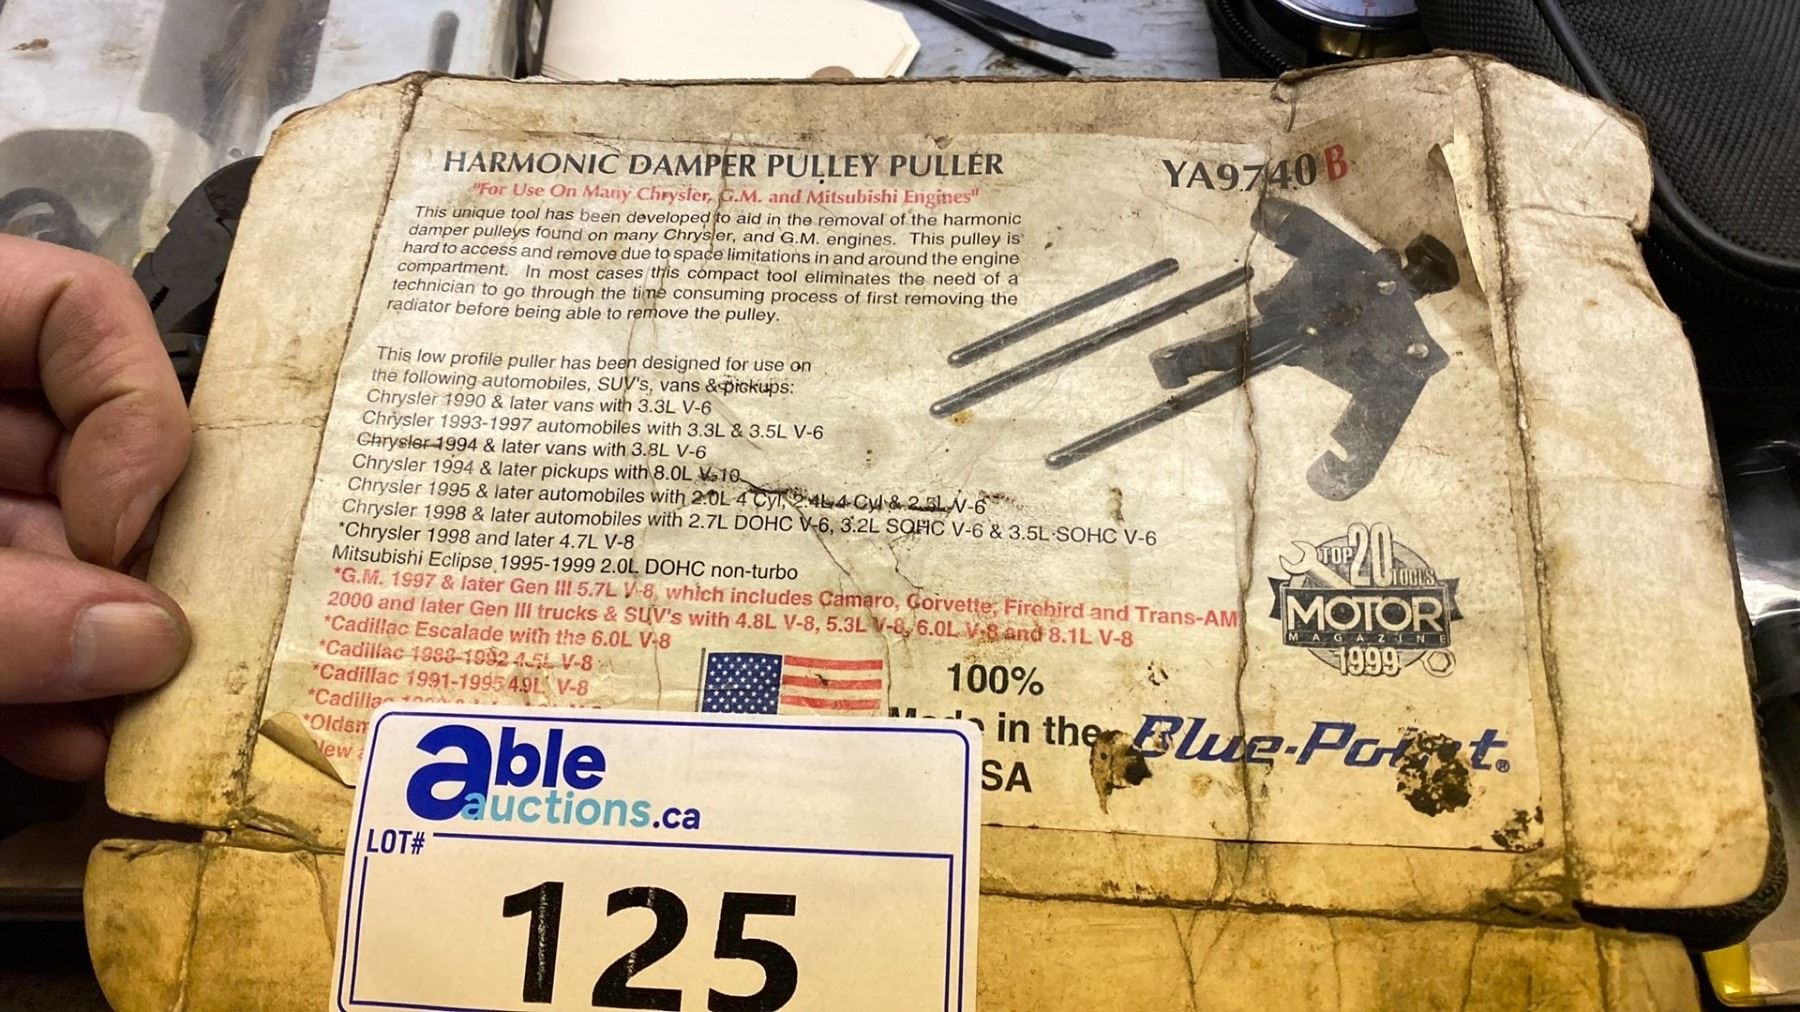 HARMONIC DAMPER PULLEY PULLER
"For Use On Many Chrysler, G.M. and Mitsubishi Engines"
YA9740 B
This unique tool has been developed to aid in the removal of the harmonic
damper pulleys found on many Chrysler, and G.M. engines. This pulley is
hard to access and remove due to space limitations in and around the engine
compartment. In most cases this compact tool eliminates the need of a
technician to go through the time consuming process of first removing the
radiator before being able to remove the pulley.
This low profile puller has been designed for use on
the following automobiles, SUV's, vans & pickups:
Chrysler 1990 & later vans with 3.3L V-6
Chrysler 1993-1997 automobiles with 3.3L & 3.5L V-6
Chrysler 1994 & later vans with 3.8L V-6
Chrysler 1994 & later pickups with 8.0L V-10
Chrysler 1995 & later automobiles with 2.0L 4 Cyl, 2.4L 4 Cyl & 2.5L V-6
Chrysler 1998 & later automobiles with 2.7L DOHC V-6, 3.2L SOHC V-6 & 3.5L SOHC V-6
*Chrysler 1998 and later 4.7L V-8
Mitsubishi Eclipse 1995-1999 2.0L DOHC non-turbo
*G.M. 1997 & later Gen III 5.7L V-8, which includes Camaro, Corvette, Firebird and Trans-AM
2000 and later Gen III trucks & SUV's with 4.8L V-8, 5.3L V-8, 6.0L V-8 and 8.1L V-8
*Cadillac Escalade with the 6.0L V-8
*Cadillac 1988-1992 4.5L V-8
*Cadillac 1991-1995 4.9L V-8
*Cadillac
*Oldsm
New
100%
Made in the
SA
TOP 20 TOOLS
MOTOR
MAGAZINE
1999
Blue-Point®
able
auctions.ca
LOT#
125